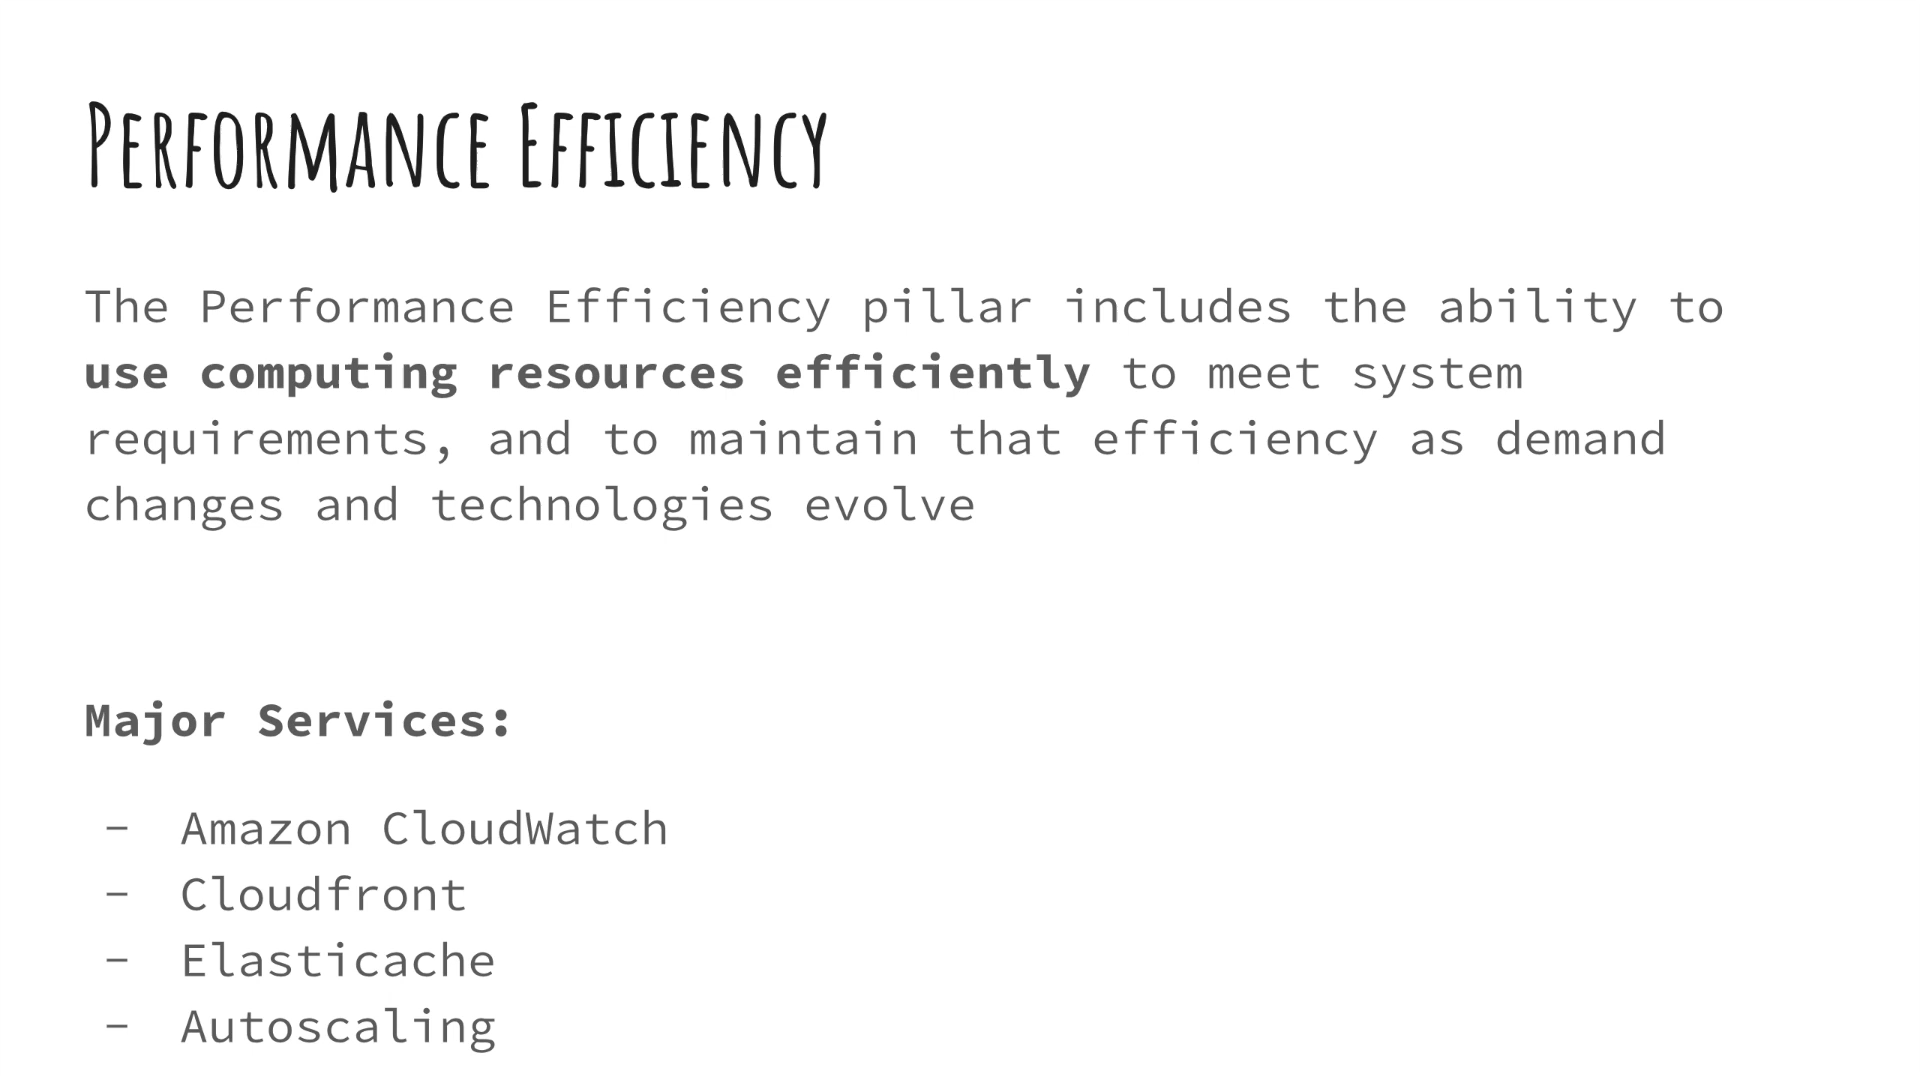 Performance Efficiency
The Performance Efficiency pillar includes the ability to
use computing resources efficiently to meet system
requirements, and to maintain that efficiency as demand
changes and technologies evolve
Major Services:
- Amazon CloudWatch
- Cloudfront
- Elasticache
- Autoscaling